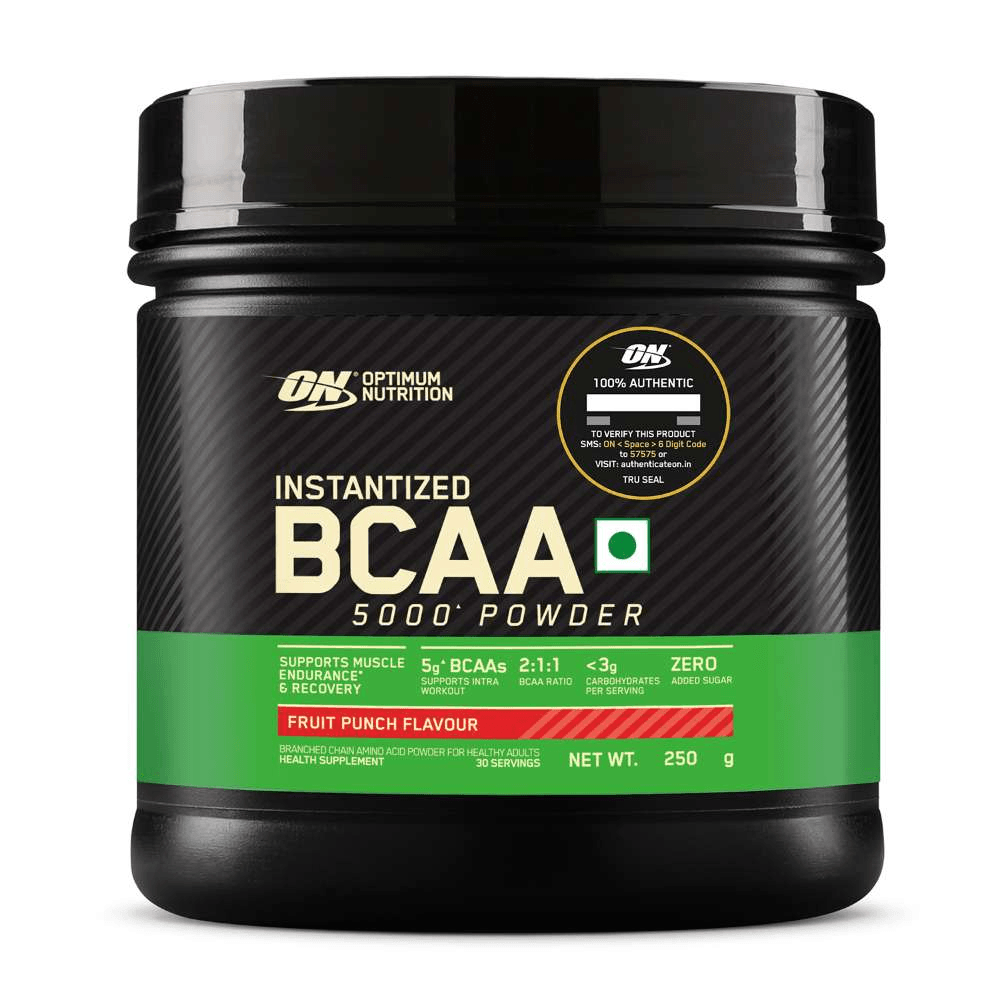 ON® OPTIMUM
NUTRITION
ON
100% AUTHENTIC
TO VERIFY THIS PRODUCT
SMS: ON < Space > 6 Digit Code
to 57575 or
VISIT: authenticateon.in
TRU SEAL
INSTANTIZED
BCAA
5000▲ POWDER
SUPPORTS MUSCLE
ENDURANCE*
& RECOVERY
5g▲ BCAAs
SUPPORTS INTRA
WORKOUT
2:1:1
BCAA RATIO
<3g
CARBOHYDRATES
PER SERVING
ZERO
ADDED SUGAR
FRUIT PUNCH FLAVOUR
BRANCHED CHAIN AMINO ACID POWDER FOR HEALTHY ADULTS
HEALTH SUPPLEMENT 30 SERVINGS
NET WT. 250 g